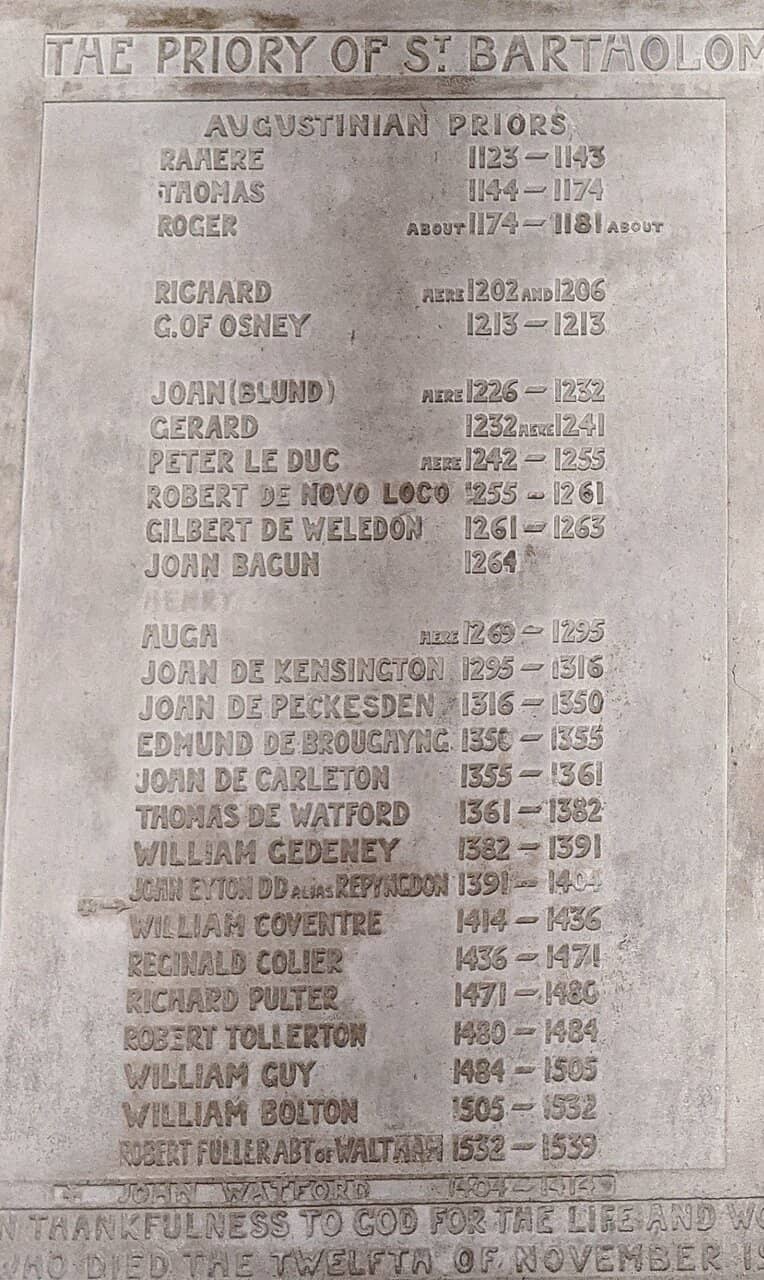 THE PRIORY OF ST BARTHOLOM
AUGUSTINIAN PRIORS
RAHERE 1123 – 1143
THOMAS 1144 – 1174
ROGER ABOUT 1174 – 1181 ABOUT
RICHARD HERE 1202 AND 1206
G. OF OSNEY 1213 – 1213
JOHN (BLUND) HERE 1226 – 1232
GERARD 1232 HERE 1241
PETER LE DUC HERE 1242 – 1255
ROBERT DE NOVO LOCO 1255 – 1261
GILBERT DE WELEDON 1261 – 1263
JOHN BACUN 1264
HENRY
HUGH HERE 1269 – 1295
JOHN DE KENSINGTON 1295 – 1316
JOHN DE PECKESDEN 1316 – 1350
EDMUND DE BROUGHYNG 1350 – 1355
JOHN DE CARLETON 1355 – 1361
THOMAS DE WATFORD 1361 – 1382
WILLIAM GEDENEY 1382 – 1391
JOHN EYTON DD ALIAS REPYNGDON 1391 – 1404
WILLIAM COVENTRE 1414 – 1436
REGINALD COLIER 1436 – 1471
RICHARD PULTER 1471 – 1480
ROBERT TOLLERTON 1480 – 1484
WILLIAM GUY 1484 – 1505
WILLIAM BOLTON 1505 – 1532
ROBERT FULLER ABT OF WALTHAM 1532 – 1539
JOHN WATFORD 1404 – 1414
N THANKFULNESS TO GOD FOR THE LIFE AND WO
WHO DIED THE TWELFTH OF NOVEMBER 19